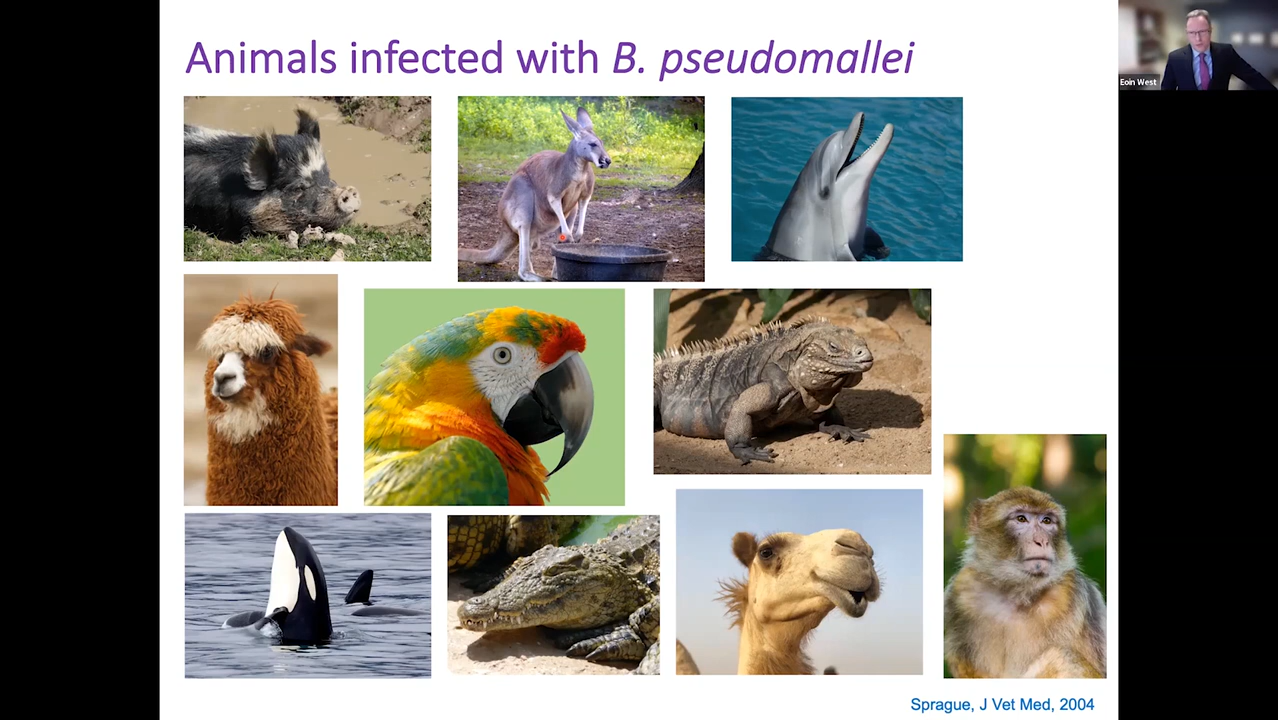 Animals infected with B. pseudomallei
Eoin West
Sprague, J Vet Med, 2004